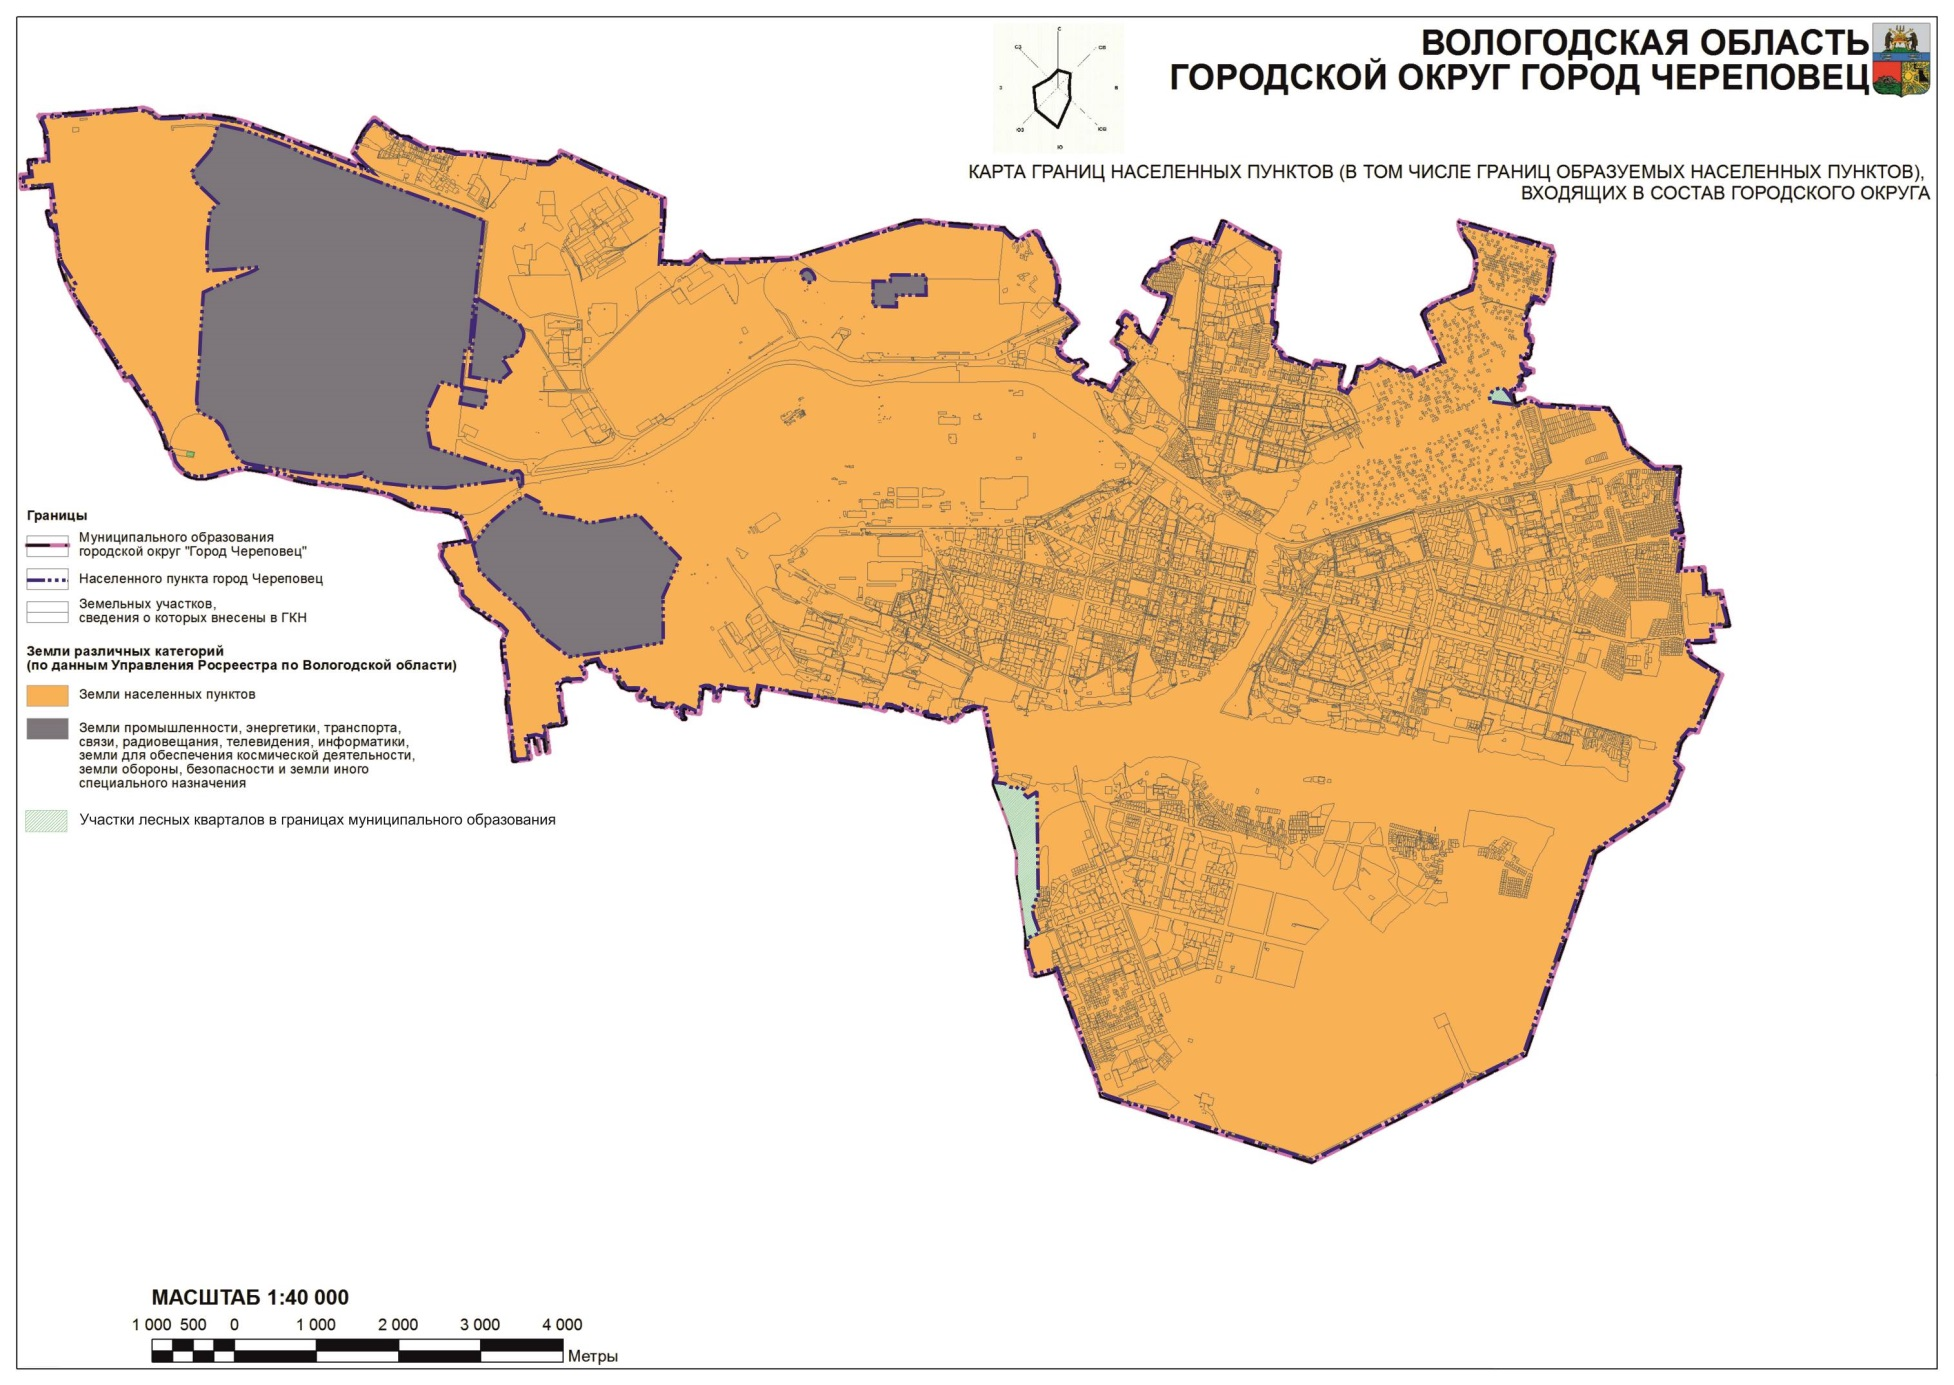 ВОЛОГОДСКАЯ ОБЛАСТЬ
ГОРОДСКОЙ ОКРУГ ГОРОД ЧЕРЕПОВЕЦ
С
СЗ
СВ
З
В
ЮЗ
ЮВ
Ю
КАРТА ГРАНИЦ НАСЕЛЕННЫХ ПУНКТОВ (В ТОМ ЧИСЛЕ ГРАНИЦ ОБРАЗУЕМЫХ НАСЕЛЕННЫХ ПУНКТОВ),
ВХОДЯЩИХ В СОСТАВ ГОРОДСКОГО ОКРУГА
Границы
Муниципального образования
городской округ "Город Череповец"
Населенного пункта город Череповец
Земельных участков,
сведения о которых внесены в ГКН
Земли различных категорий
(по данным Управления Росреестра по Вологодской области)
Земли населенных пунктов
Земли промышленности, энергетики, транспорта,
связи, радиовещания, телевидения, информатики,
земли для обеспечения космической деятельности,
земли обороны, безопасности и земли иного
специального назначения
Участки лесных кварталов в границах муниципального образования
МАСШТАБ 1:40 000
1 000 500 0 1 000 2 000 3 000 4 000
Метры